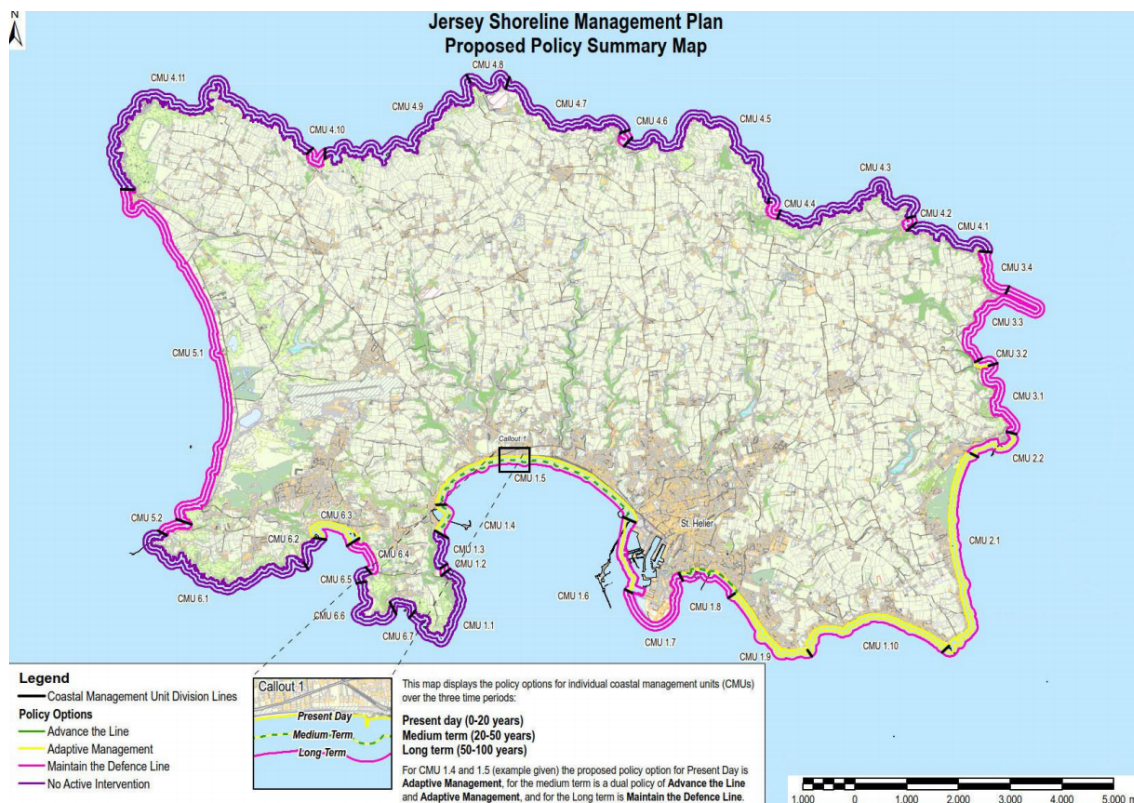 N
Jersey Shoreline Management Plan
Proposed Policy Summary Map
CMU 4.11
CMU 4.8
CMU 4.9
CMU 4.7
CMU 4.6
CMU 4.5
CMU 4.10
CMU 4.3
CMU 4.4
CMU 4.2
CMU 4.1
CMU 3.4
CMU 3.3
CMU 3.2
CMU 3.1
CMU 5.1
CMU 2.2
Callout 1
CMU 1.5
CMU 5.2
CMU 6.3
CMU 6.2
CMU 1.4
St. Helier
CMU 2.1
CMU 6.4
CMU 1.3
CMU 1.2
CMU 6.5
CMU 6.1
CMU 1.6
CMU 1.8
CMU 6.6
CMU 1.1
CMU 6.7
CMU 1.7
CMU 1.10
CMU 1.9
Legend
Coastal Management Unit Division Lines
Policy Options
Advance the Line
Adaptive Management
Maintain the Defence Line
No Active Intervention
Callout 1
Present Day
Medium-Term
Long-Term
This map displays the policy options for individual coastal management units (CMUs)
over the three time periods:
Present day (0-20 years)
Medium term (20-50 years)
Long term (50-100 years)
For CMU 1.4 and 1.5 (example given) the proposed policy option for Present Day is
Adaptive Management, for the medium term is a dual policy of Advance the Line
and Adaptive Management, and for the Long term is Maintain the Defence Line.
1,000 0 1,000 2,000 3,000 4,000 5,000 m